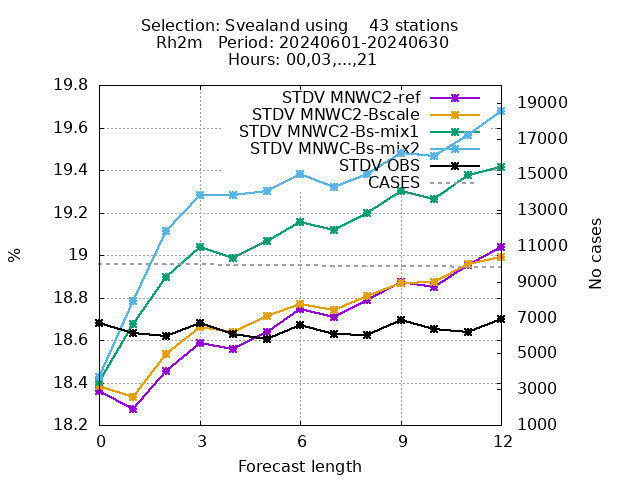 Selection: Svealand using    43 stations
Rh2m   Period: 20240601-20240630
Hours: 00,03,...,21
STDV MNWC2-ref
STDV MNWC2-Bscale
STDV MNWC2-Bs-mix1
STDV MNWC-Bs-mix2
STDV OBS
CASES
19.8
19.6
19.4
19.2
19
18.8
18.6
18.4
18.2
%
19000
17000
15000
13000
11000
9000
7000
5000
3000
1000
No cases
0 3 6 9 12
Forecast length